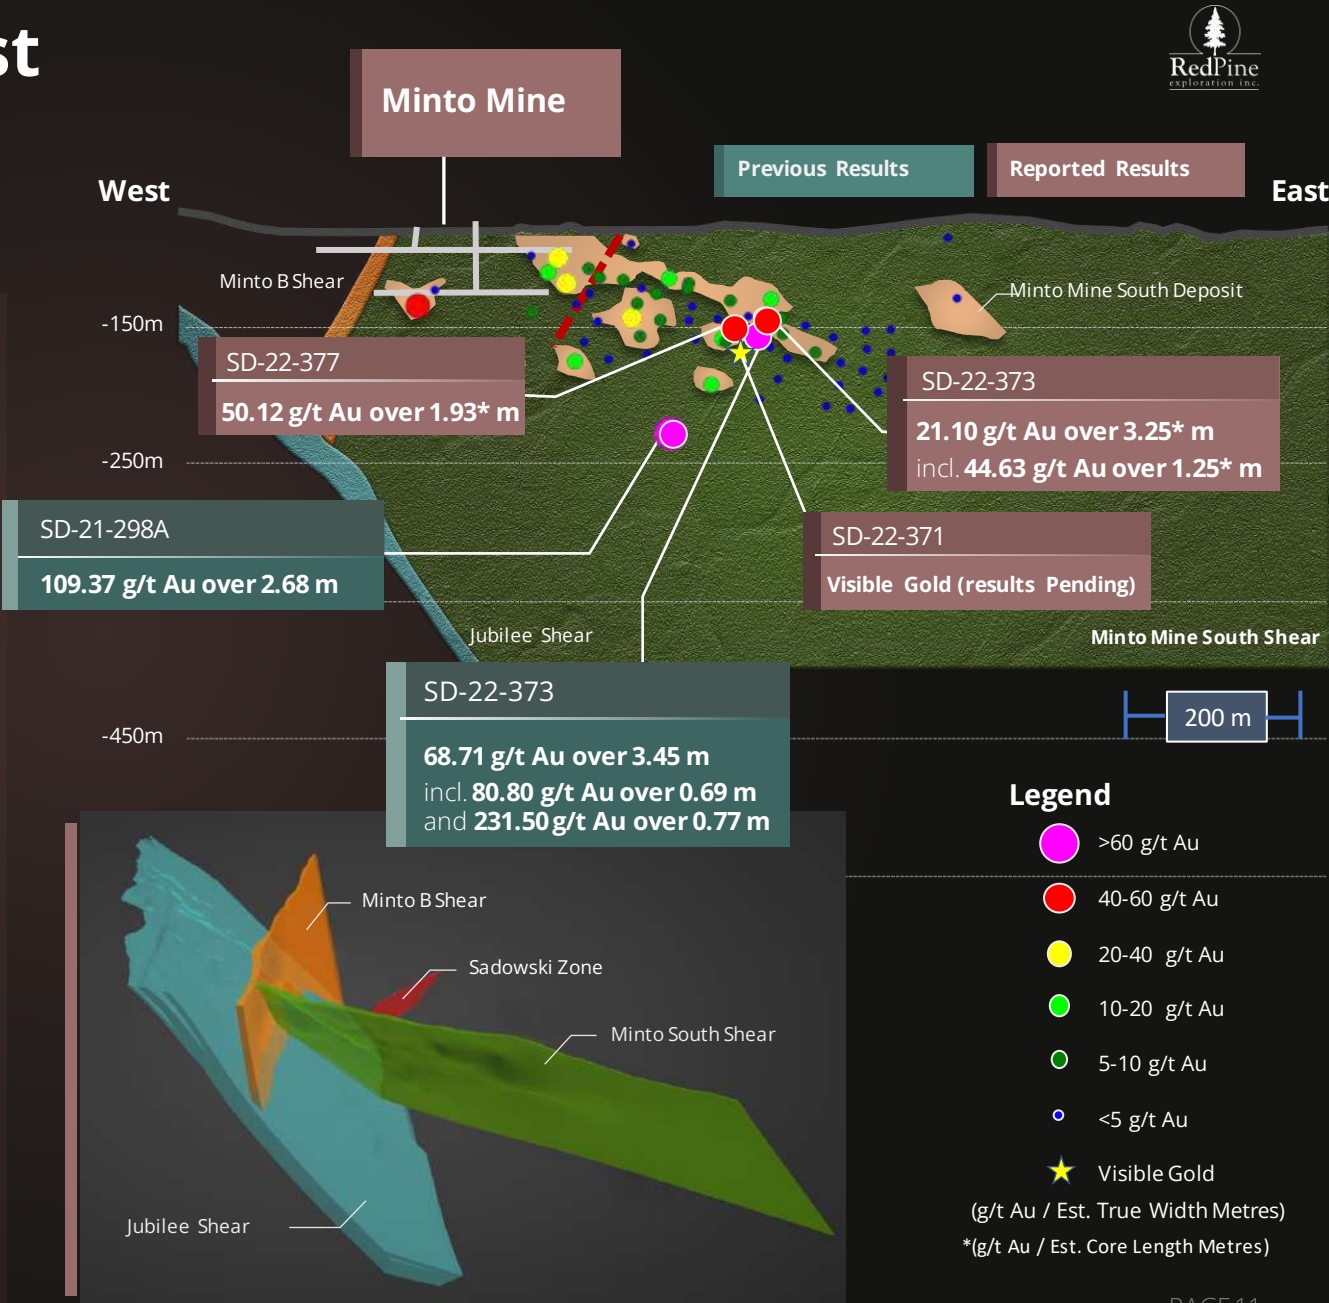 st
RedPine
exploration inc.
Minto Mine
Previous Results
Reported Results
West
East
Minto B Shear
Minto Mine South Deposit
-150m
SD-22-377
50.12 g/t Au over 1.93* m
SD-22-373
21.10 g/t Au over 3.25* m
incl. 44.63 g/t Au over 1.25* m
-250m
SD-21-298A
109.37 g/t Au over 2.68 m
SD-22-371
Visible Gold (results Pending)
Jubilee Shear
Minto Mine South Shear
SD-22-373
68.71 g/t Au over 3.45 m
incl. 80.80 g/t Au over 0.69 m
and 231.50 g/t Au over 0.77 m
200 m
-450m
Legend
>60 g/t Au
40-60 g/t Au
20-40 g/t Au
10-20 g/t Au
5-10 g/t Au
<5 g/t Au
Visible Gold
(g/t Au / Est. True Width Metres)
*(g/t Au / Est. Core Length Metres)
Minto B Shear
Sadowski Zone
Minto South Shear
Jubilee Shear
PAGE 11